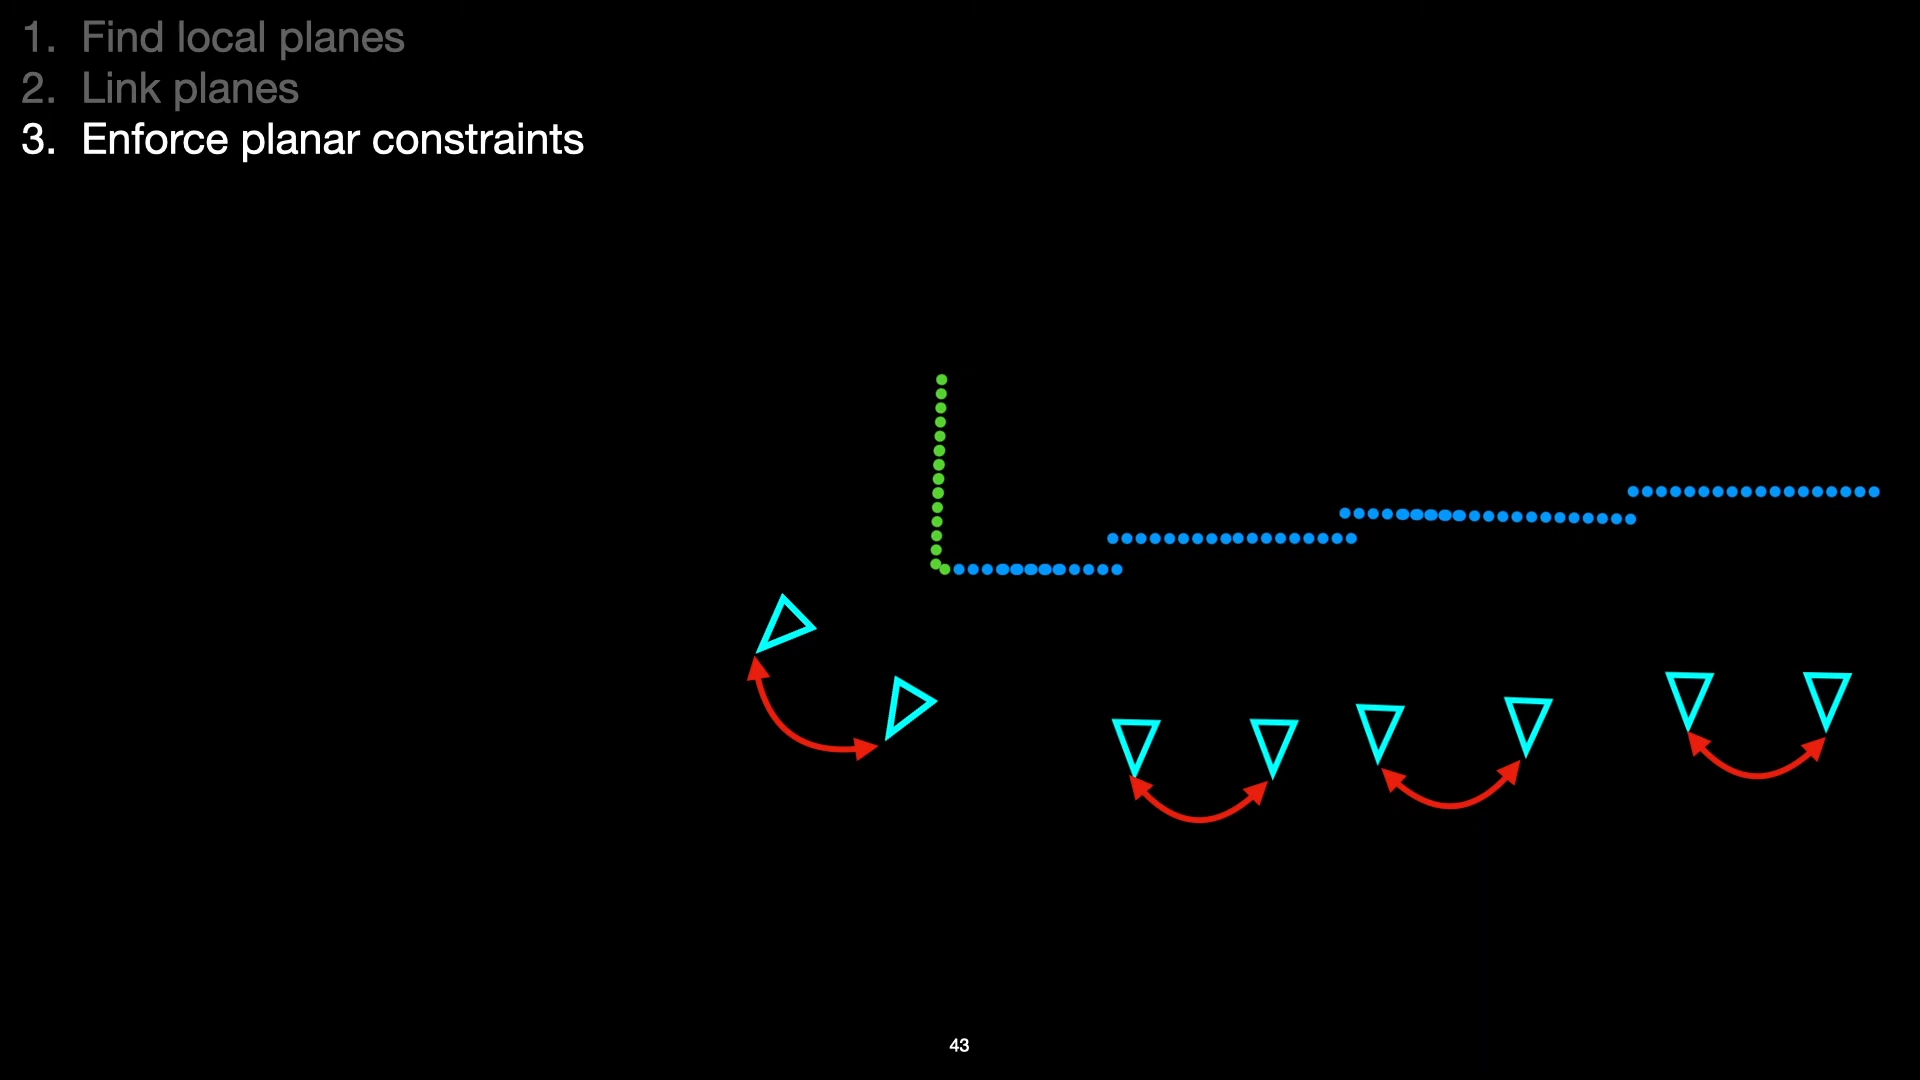 1. Find local planes
2. Link planes
3. Enforce planar constraints
43